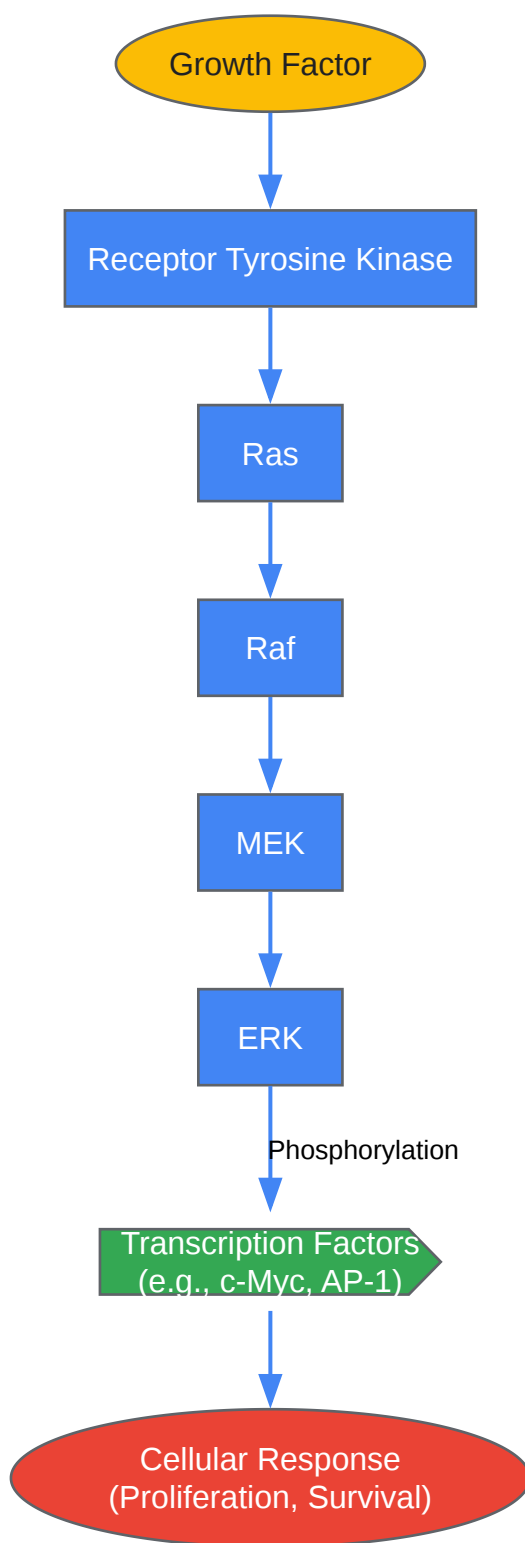 Growth Factor
Receptor Tyrosine Kinase
Ras
Raf
MEK
ERK
Phosphorylation
Transcription Factors
(e.g., c-Myc, AP-1)
Cellular Response
(Proliferation, Survival)